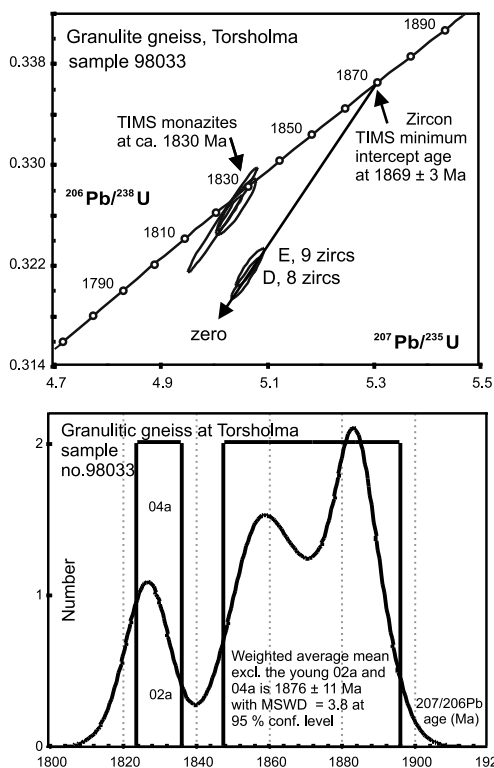 Granulite gneiss, Torsholma
sample 98033
0.338
0.330
0.322
0.314
1890
1870
1850
1830
1810
1790
TIMS monazites
at ca. 1830 Ma
Zircon
TIMS minimum
intercept age
at 1869 ± 3 Ma
206Pb/238U
E, 9 zircs
D, 8 zircs
zero
207Pb/235U
4.7 4.9 5.1 5.3 5.5
Granulitic gneiss at Torsholma
sample
no.98033
2
1
0
Number
04a
02a
Weighted average mean
excl. the young 02a and
04a is 1876 ± 11 Ma
with MSWD = 3.8 at
95 % conf. level
207/206Pb
age (Ma)
1800 1820 1840 1860 1880 1900 192